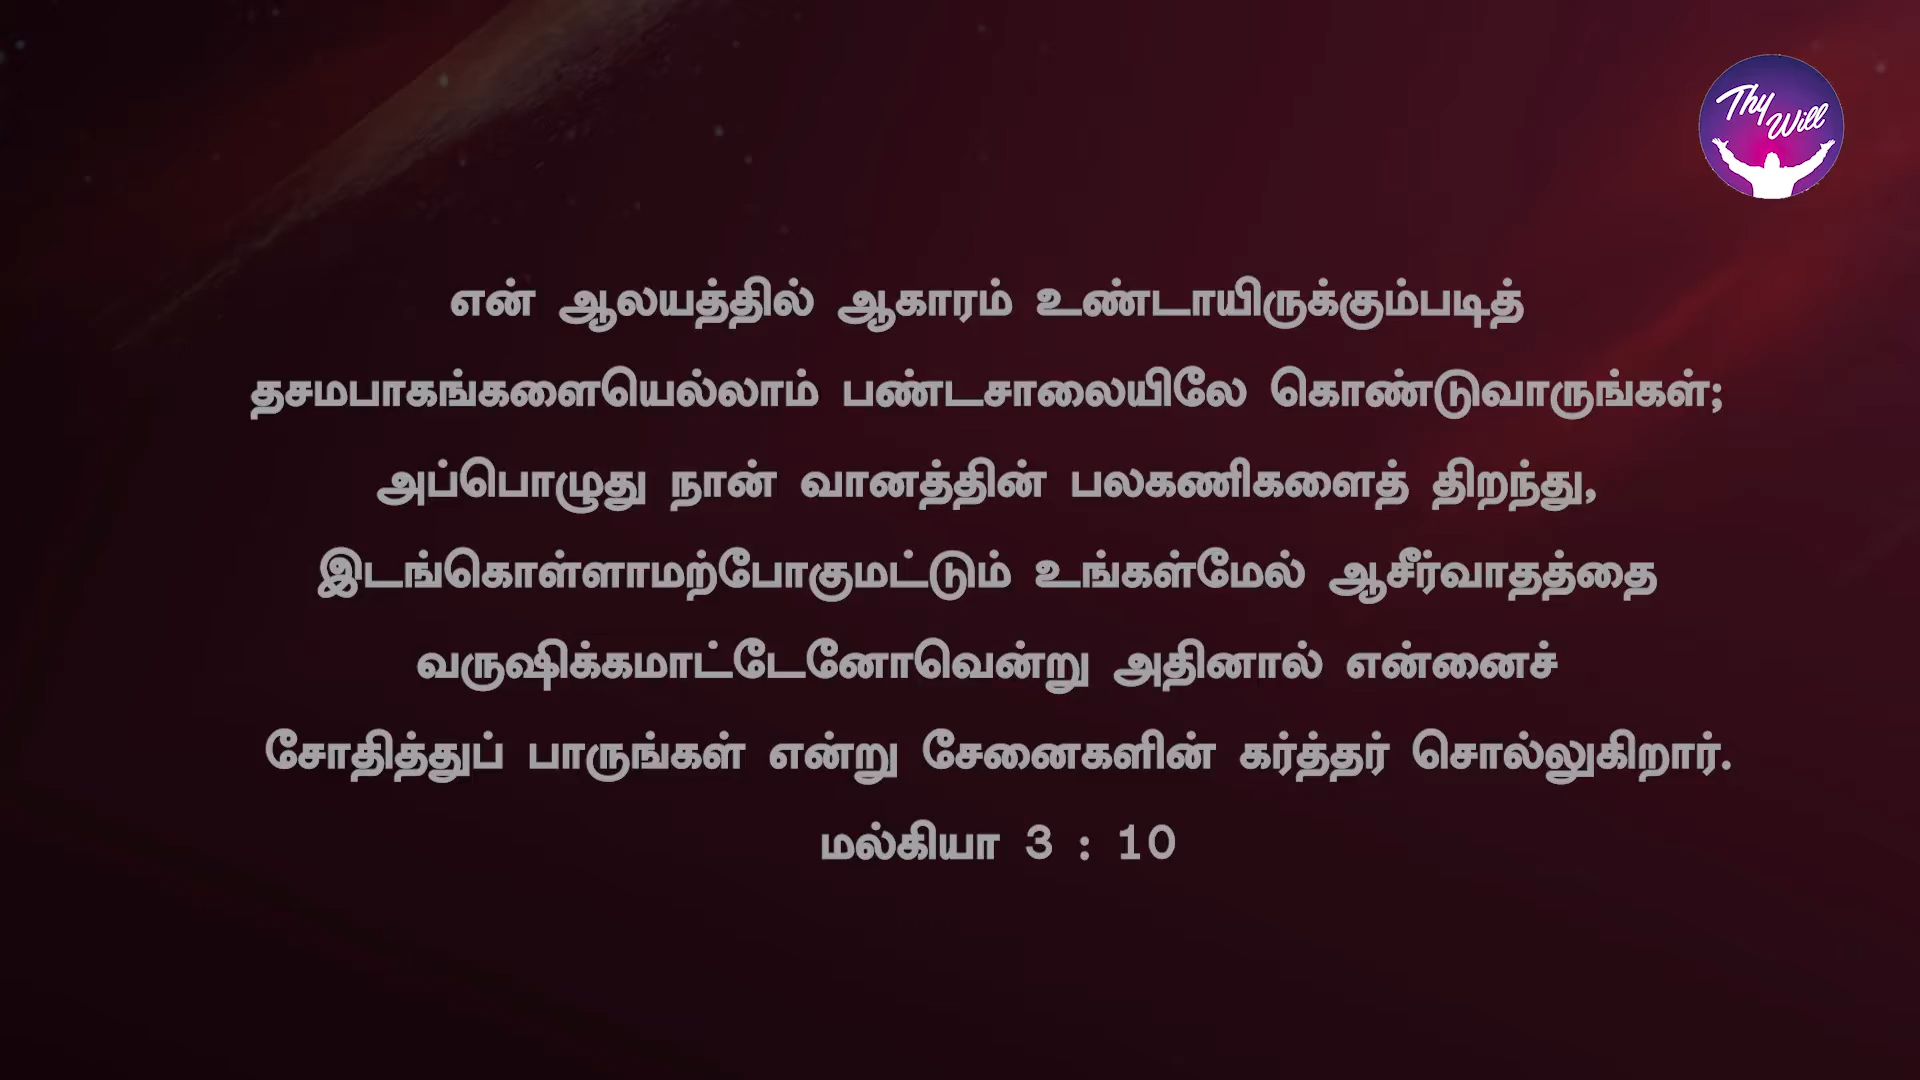 Thy
Will
என் ஆலயத்தில் ஆகாரம் உண்டாயிருக்கும்படித்
தசமபாகங்களையெல்லாம் பண்டசாலையிலே கொண்டுவாருங்கள்;
அப்பொழுது நான் வானத்தின் பலகணிகளைத் திறந்து,
இடங்கொள்ளாமற்போகுமட்டும் உங்கள்மேல் ஆசீர்வாதத்தை
வருஷிக்கமாட்டேனோவென்று அதினால் என்னைச்
சோதித்துப் பாருங்கள் என்று சேனைகளின் கர்த்தர் சொல்லுகிறார்.
மல்கியா 3 : 10